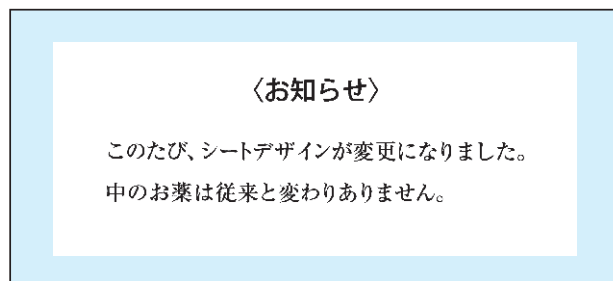 〈お知らせ〉
このたび、シートデザインが変更になりました。
中のお薬は従来と変わりありません。